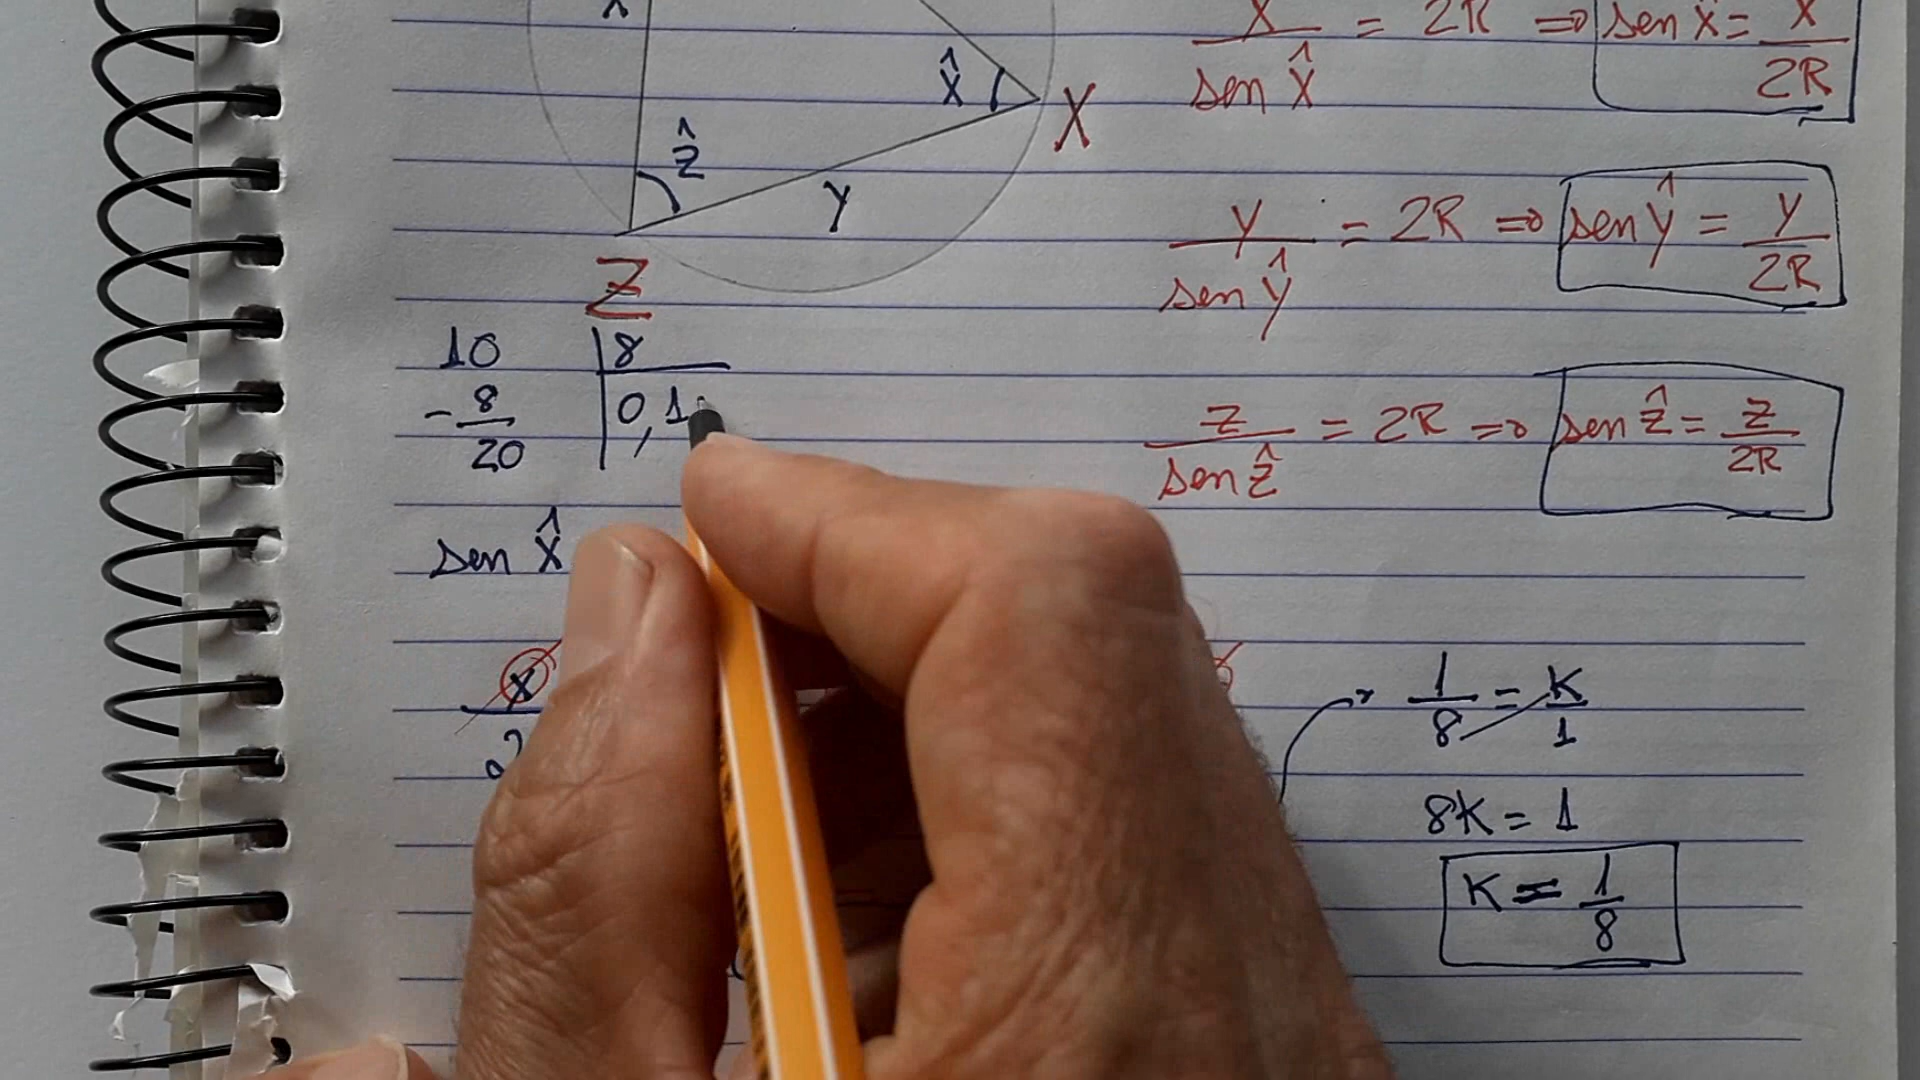 x/sen X̂ = 2R ⇒ sen X̂ = x/2R
X̂
X
Ẑ
y
Z
y/sen Ŷ = 2R ⇒ sen Ŷ = y/2R
10 | 8
- 8 | 0,1
20
z/sen Ẑ = 2R ⇒ sen Ẑ = z/2R
sen X̂
x
1/8 = K/1
8K = 1
K = 1/8